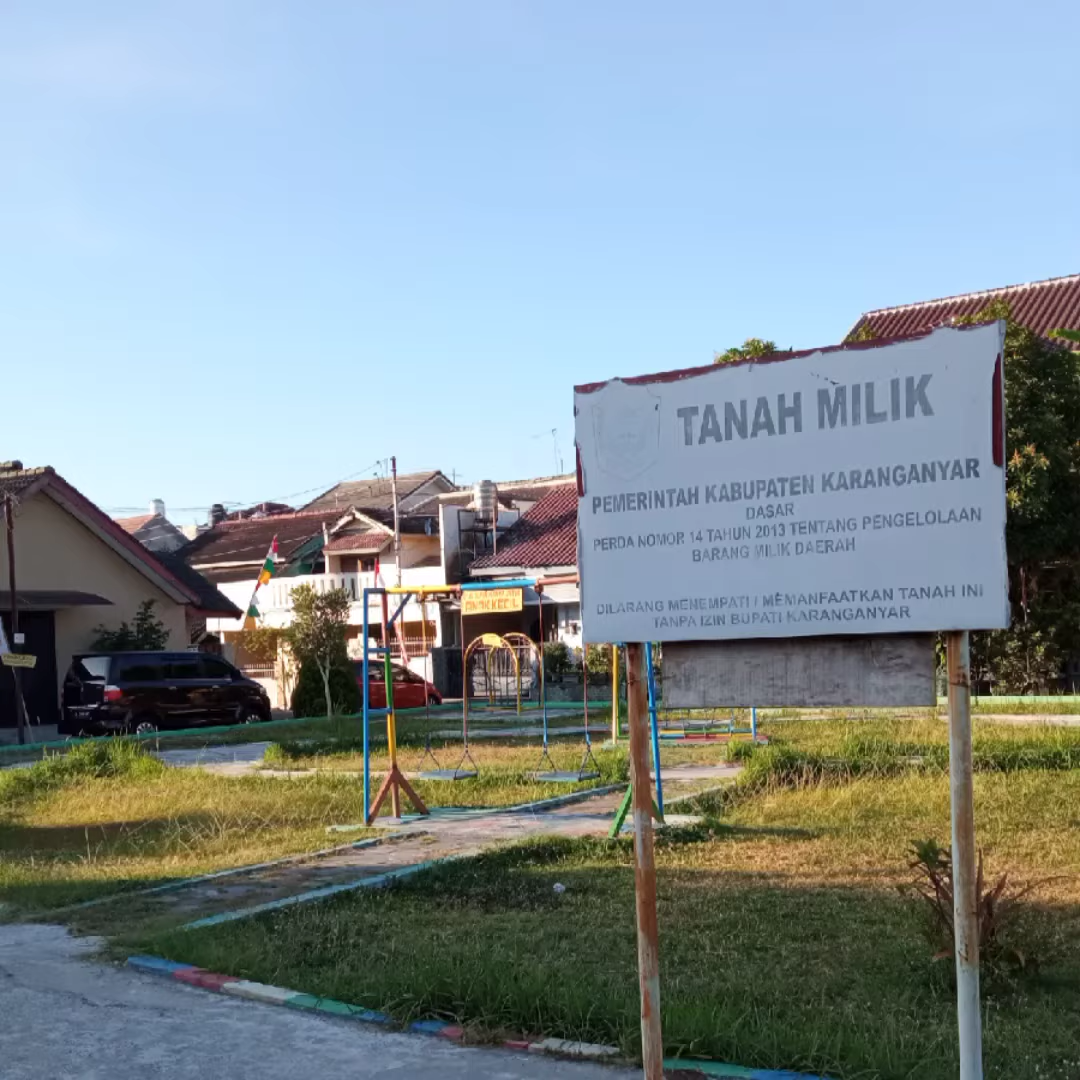 TANAH MILIK
PEMERINTAH KABUPATEN KARANGANYAR
DASAR
PERDA NOMOR 14 TAHUN 2013 TENTANG PENGELOLAAN
BARANG MILIK DAERAH
DILARANG MENEMPATI / MEMANFAATKAN TANAH INI
TANPA IZIN BUPATI KARANGANYAR